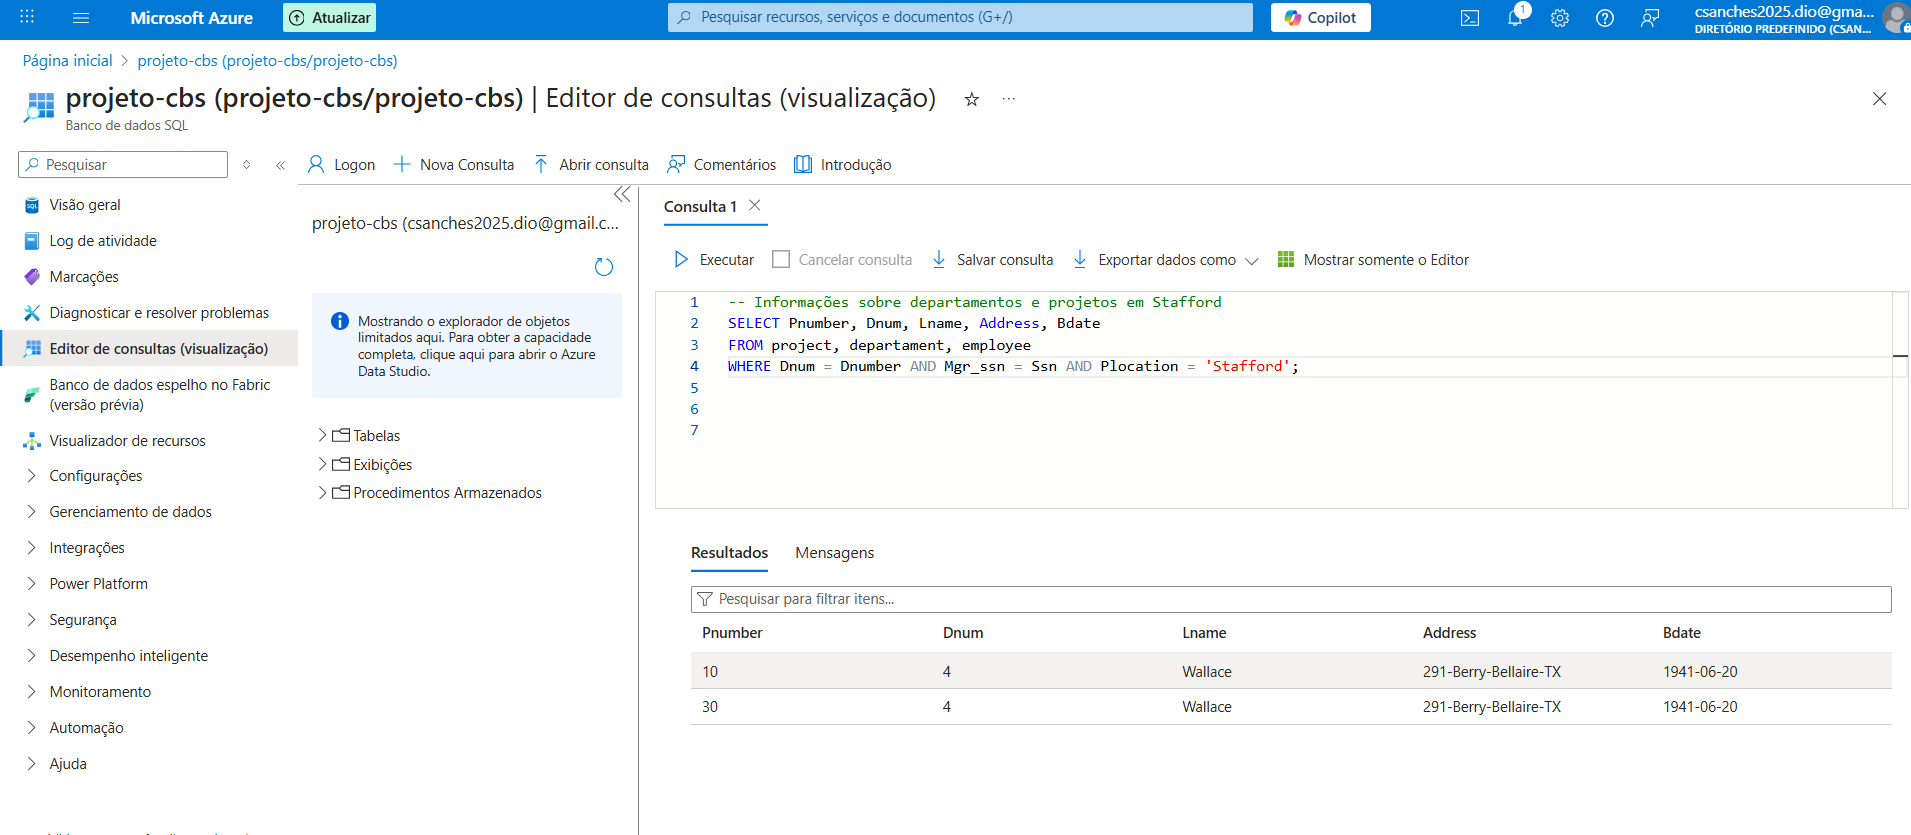 Microsoft Azure
Atualizar
Pesquisar recursos, serviços e documentos (G+/)
Copilot
1
csanches2025.dio@gma...
DIRETÓRIO PREDEFINIDO (CSAN...
Página inicial > projeto-cbs (projeto-cbs/projeto-cbs)
projeto-cbs (projeto-cbs/projeto-cbs) | Editor de consultas (visualização)
Banco de dados SQL
Pesquisar
Visão geral
Log de atividade
Marcações
Diagnosticar e resolver problemas
Editor de consultas (visualização)
Banco de dados espelho no Fabric
(versão prévia)
Visualizador de recursos
Configurações
Gerenciamento de dados
Integrações
Power Platform
Segurança
Desempenho inteligente
Monitoramento
Automação
Ajuda
Logon
Nova Consulta
Abrir consulta
Comentários
Introdução
projeto-cbs (csanches2025.dio@gmail.c...
Mostrando o explorador de objetos
limitados aqui. Para obter a capacidade
completa, clique aqui para abrir o Azure
Data Studio.
Tabelas
Exibições
Procedimentos Armazenados
Consulta 1
Executar
Cancelar consulta
Salvar consulta
Exportar dados como
Mostrar somente o Editor
1 -- Informações sobre departamentos e projetos em Stafford
2 SELECT Pnumber, Dnum, Lname, Address, Bdate
3 FROM project, departament, employee
4 WHERE Dnum = Dnumber AND Mgr_ssn = Ssn AND Plocation = 'Stafford';
5
6
7
Resultados
Mensagens
Pesquisar para filtrar itens...
Pnumber Dnum Lname Address Bdate
10 4 Wallace 291-Berry-Bellaire-TX 1941-06-20
30 4 Wallace 291-Berry-Bellaire-TX 1941-06-20